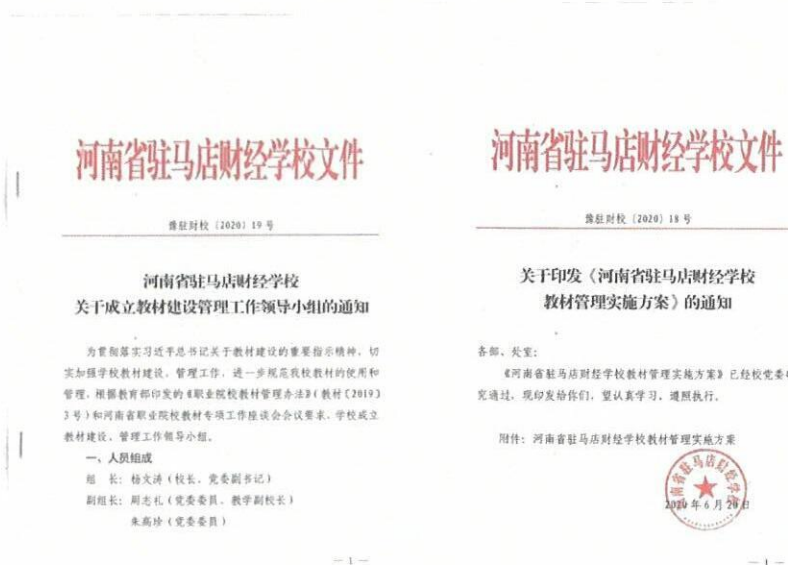 河南省驻马店财经学校文件
豫驻财校〔2020〕19号
河南省驻马店财经学校
关于成立教材建设管理工作领导小组的通知
为贯彻落实习近平总书记关于教材建设的重要指示精神，切
实加强学校教材建设、管理工作，进一步规范我校教材的使用和
管理，根据教育部印发的《职业院校教材管理办法》（教材〔2019〕
3号）和河南省职业院校教材专项工作座谈会会议要求，学校成立
教材建设、管理工作领导小组。
一、人员组成
组 长：杨文涛（校长、党委副书记）
副组长：周志礼（党委委员、教学副校长）
朱高珍（党委委员）
— 1 —
河南省驻马店财经学校文件
豫驻财校〔2020〕18号
关于印发《河南省驻马店财经学校
教材管理实施方案》的通知
各部、处室：
《河南省驻马店财经学校教材管理实施方案》已经校党委
究通过，现印发给你们，望认真学习，遵照执行。
附件：河南省驻马店财经学校教材管理实施方案
河南省驻马店财经学校
2020年6月20日
— 1 —